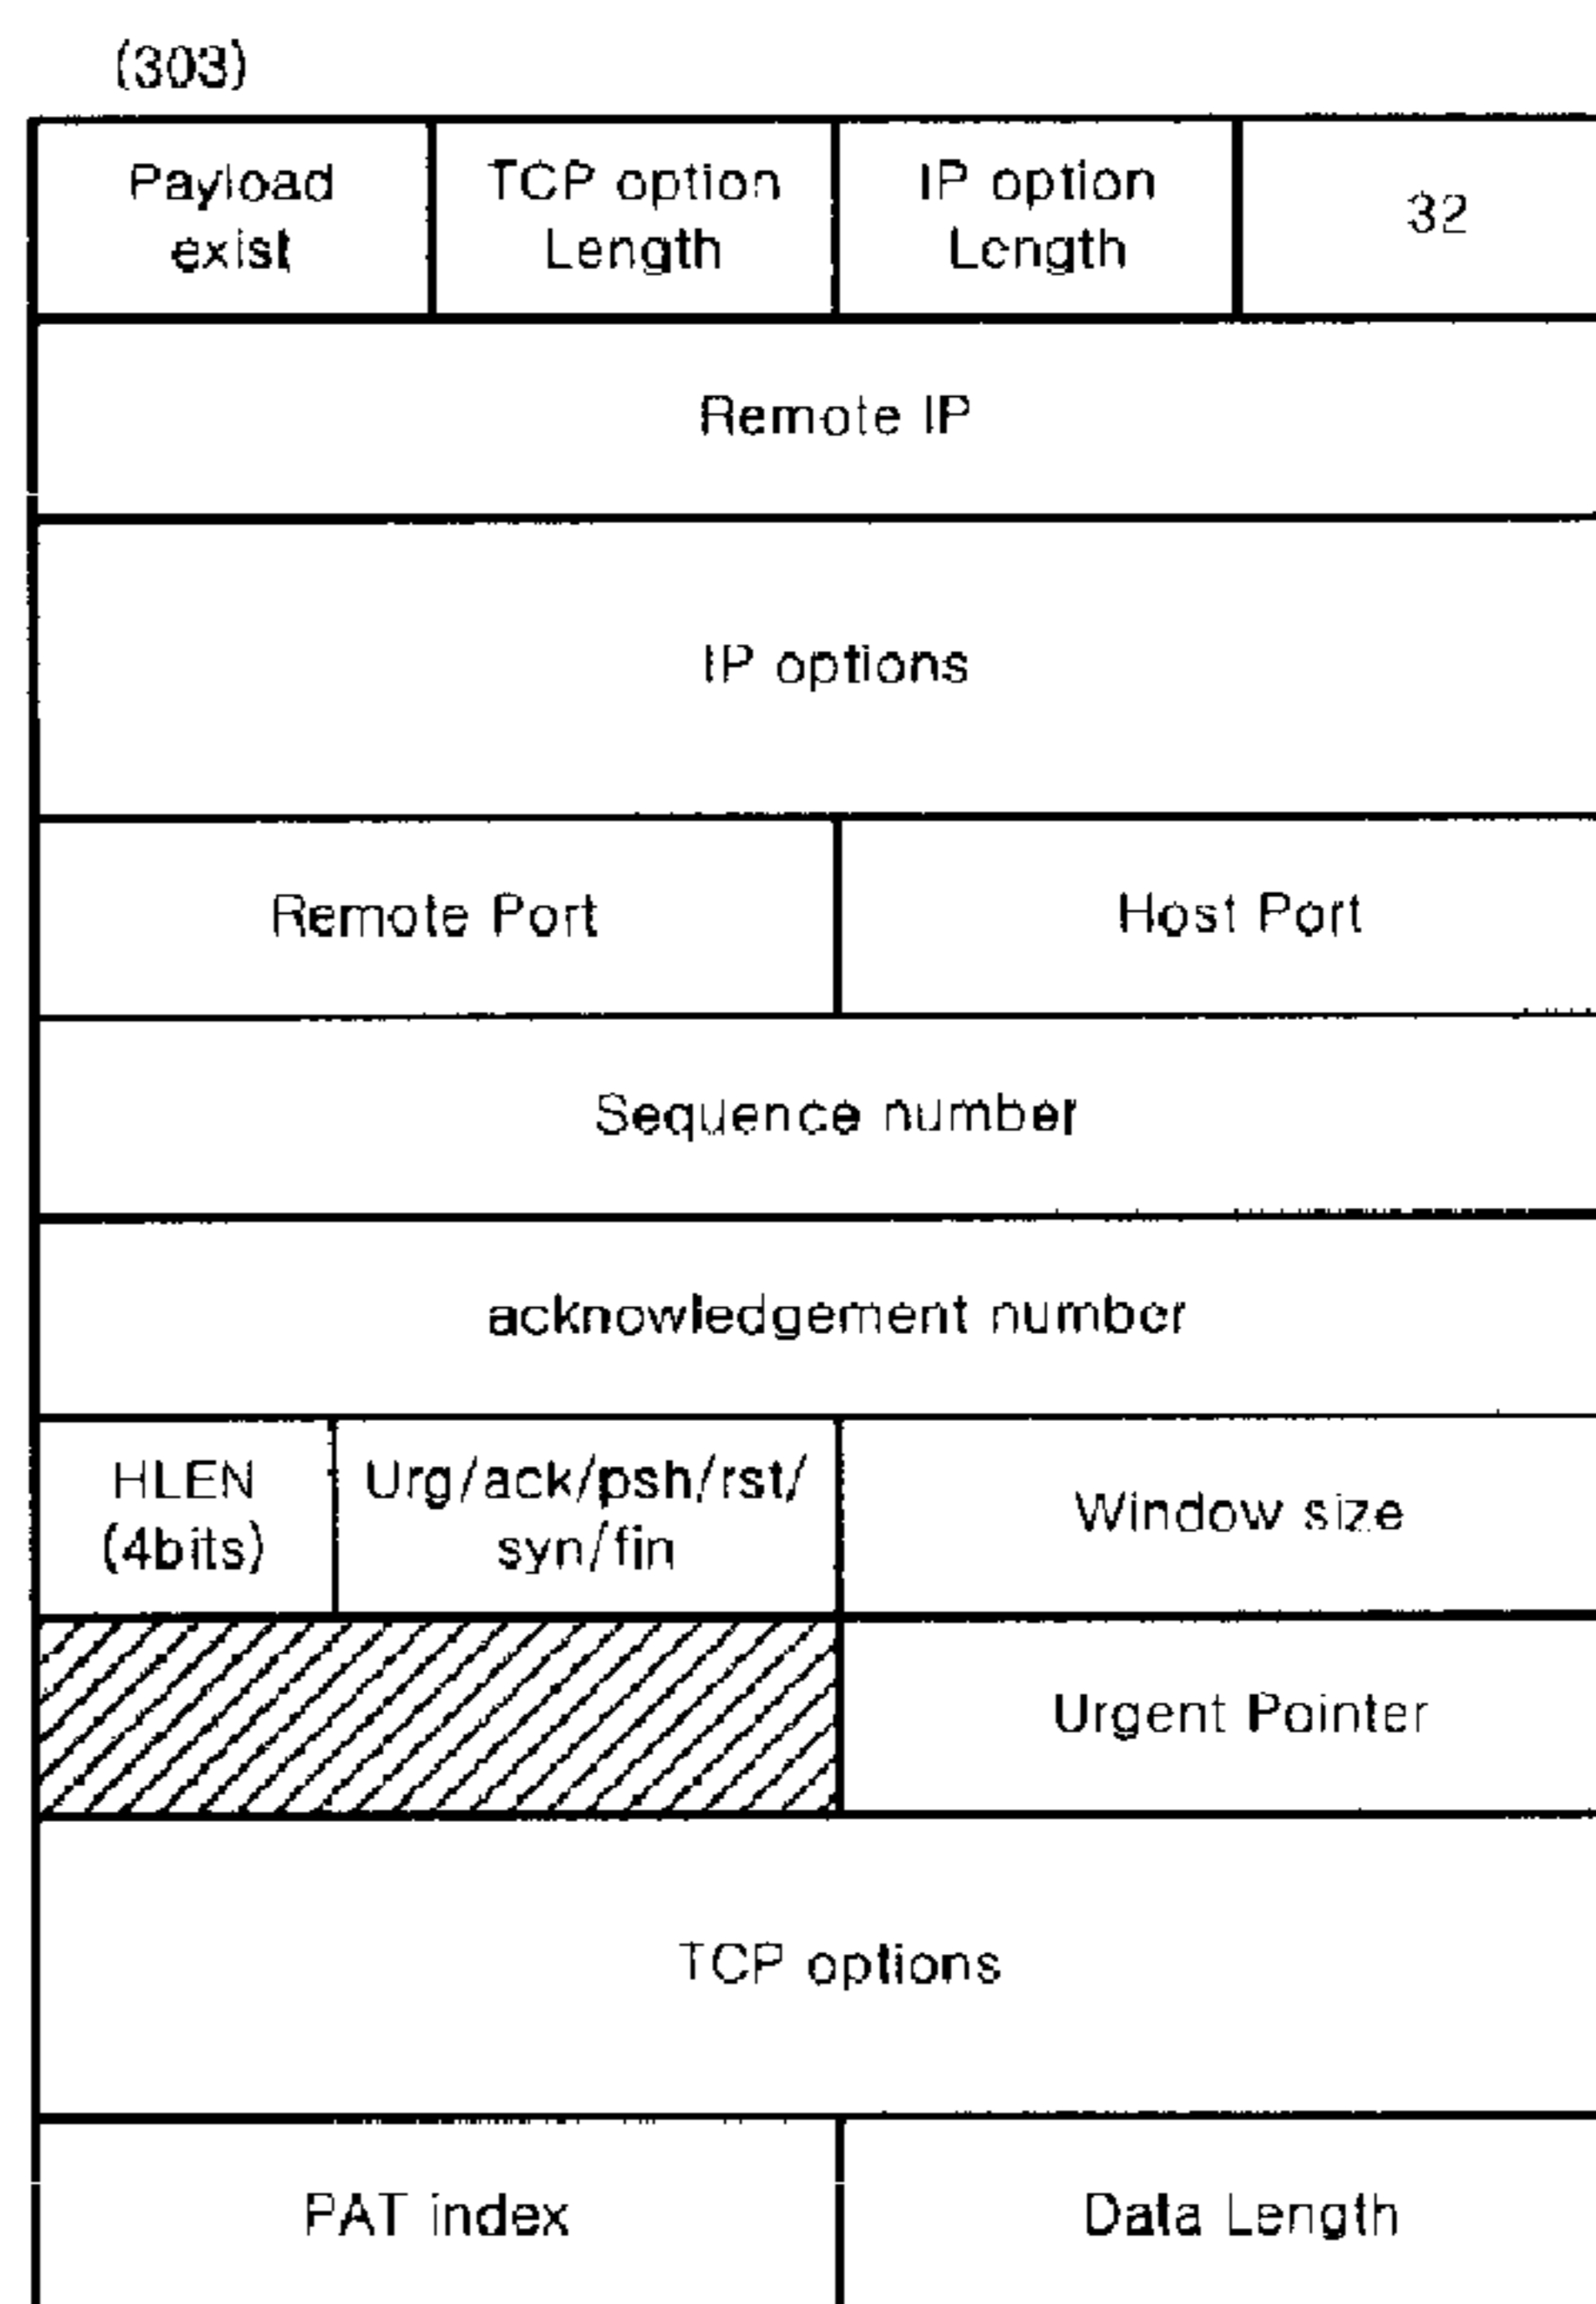 (303)
Payload
exist
TCP option
Length
IP option
Length
32
Remote IP
IP options
Remote Port
Host Port
Sequence number
acknowledgement number
HLEN
(4bits)
Urg/ack/psh/rst/
syn/fin
Window size
Urgent Pointer
TCP options
PAT index
Data Length